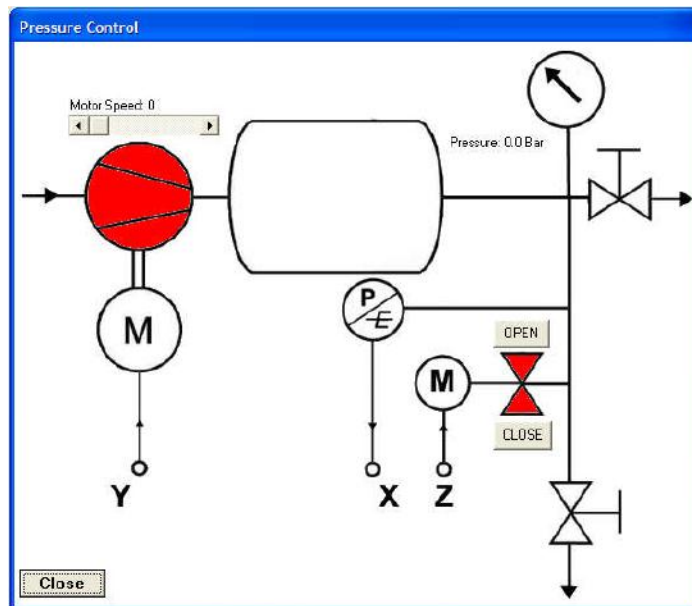 Pressure Control
Motor Speed: 0
Pressure: 0.0 Bar
P
E
OPEN
M
M
CLOSE
Y
X
Z
Close